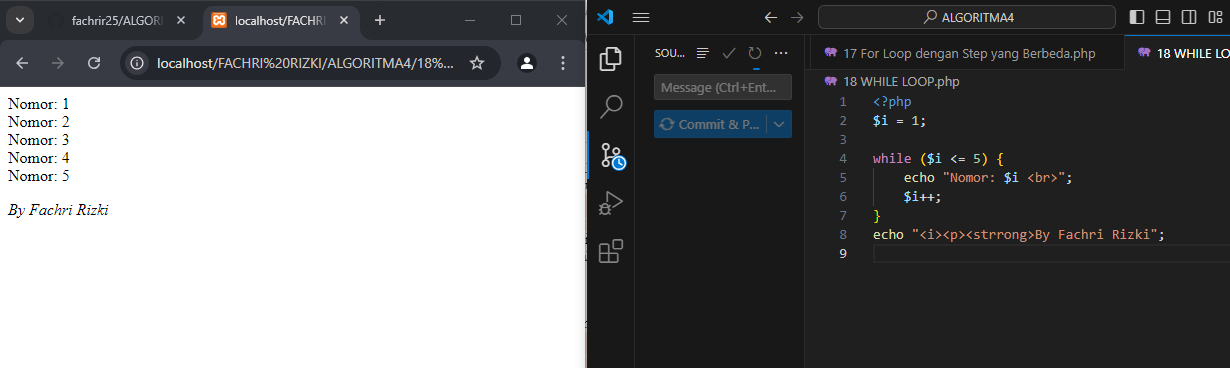 fachrir25/ALGORI
localhost/FACHRI
localhost/FACHRI%20RIZKI/ALGORITMA4/18%...
Nomor: 1
Nomor: 2
Nomor: 3
Nomor: 4
Nomor: 5
By Fachri Rizki
ALGORITMA4
SOU...
Message (Ctrl+Ent...
Commit & P...
17 For Loop dengan Step yang Berbeda.php
18 WHILE LO
18 WHILE LOOP.php
1 <?php
2 $i = 1;
3
4 while ($i <= 5) {
5 echo "Nomor: $i <br>";
6 $i++;
7 }
8 echo "<i><p><strrong>By Fachri Rizki";
9